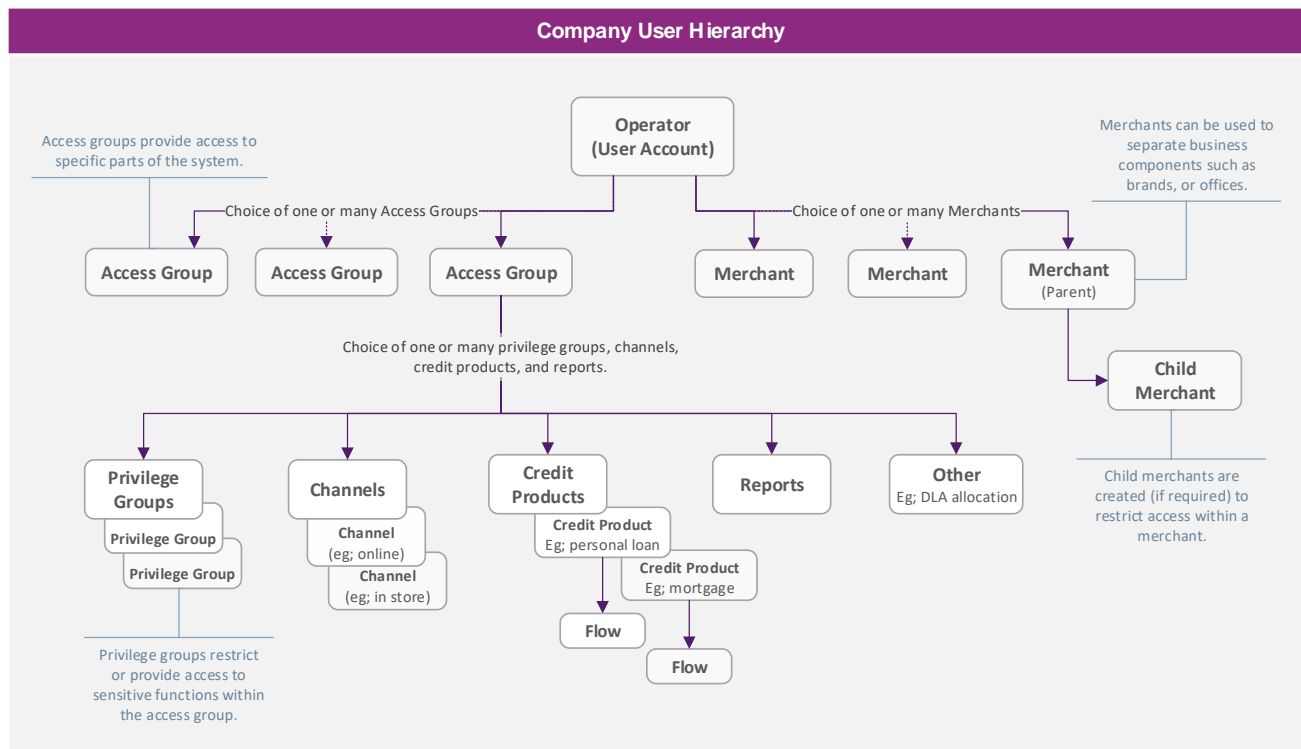 Company User Hierarchy
Operator
(User Account)
Access groups provide access to
specific parts of the system.
Merchants can be used to
separate business
components such as
brands, or offices.
Choice of one or many Access Groups
Choice of one or many Merchants
Access Group
Access Group
Access Group
Merchant
Merchant
Merchant
(Parent)
Choice of one or many privilege groups, channels,
credit products, and reports.
Child
Merchant
Privilege
Groups
Privilege Group
Privilege Group
Channels
Channel
(eg; online)
Channel
(eg; in store)
Credit
Products
Credit Product
Eg; personal loan
Credit Product
Eg; mortgage
Flow
Flow
Reports
Other
Eg; DLA allocation
Child merchants are
created (if required) to
restrict access within a
merchant.
Privilege groups restrict
or provide access to
sensitive functions within
the access group.